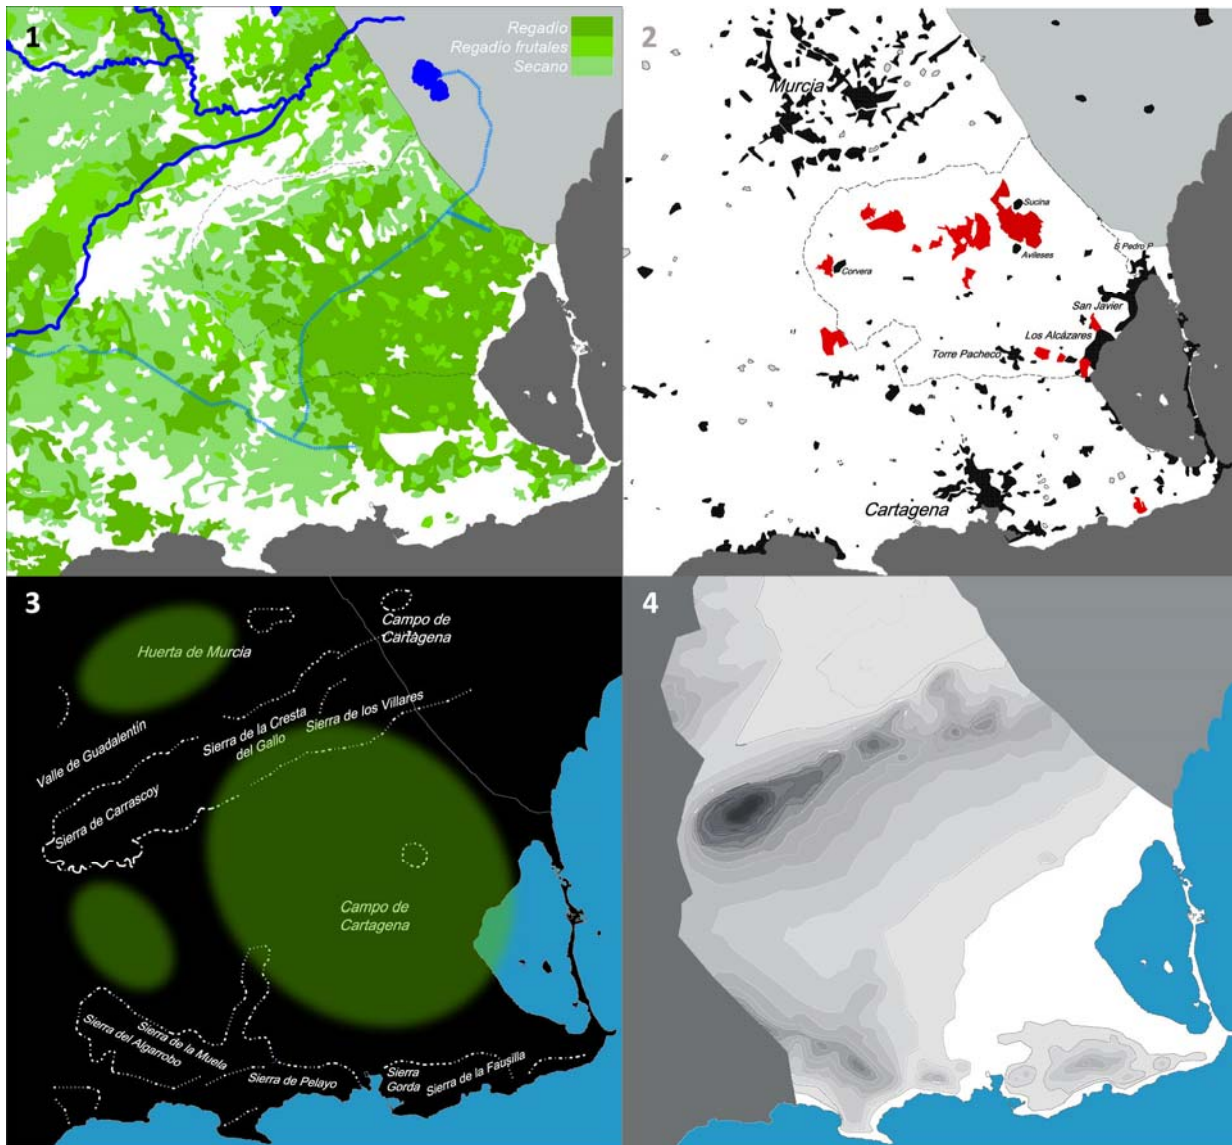 1
Regadío
Regadío frutales
Secano
2
Murcia
Sucina
Avileses
Corvera
S Pedro P
San Javier
Los Alcázares
Torre Pacheco
Cartagena
3
Campo de
Cartagena
Huerta de Murcia
Sierra de los Villares
Sierra de la Cresta
del Gallo
Valle de Guadalentín
Sierra de Carrascoy
Campo de
Cartagena
Sierra de la Muela
Sierra del Algarrobo
Sierra de Pelayo
Sierra
Gorda
Sierra de la Fausilla
4